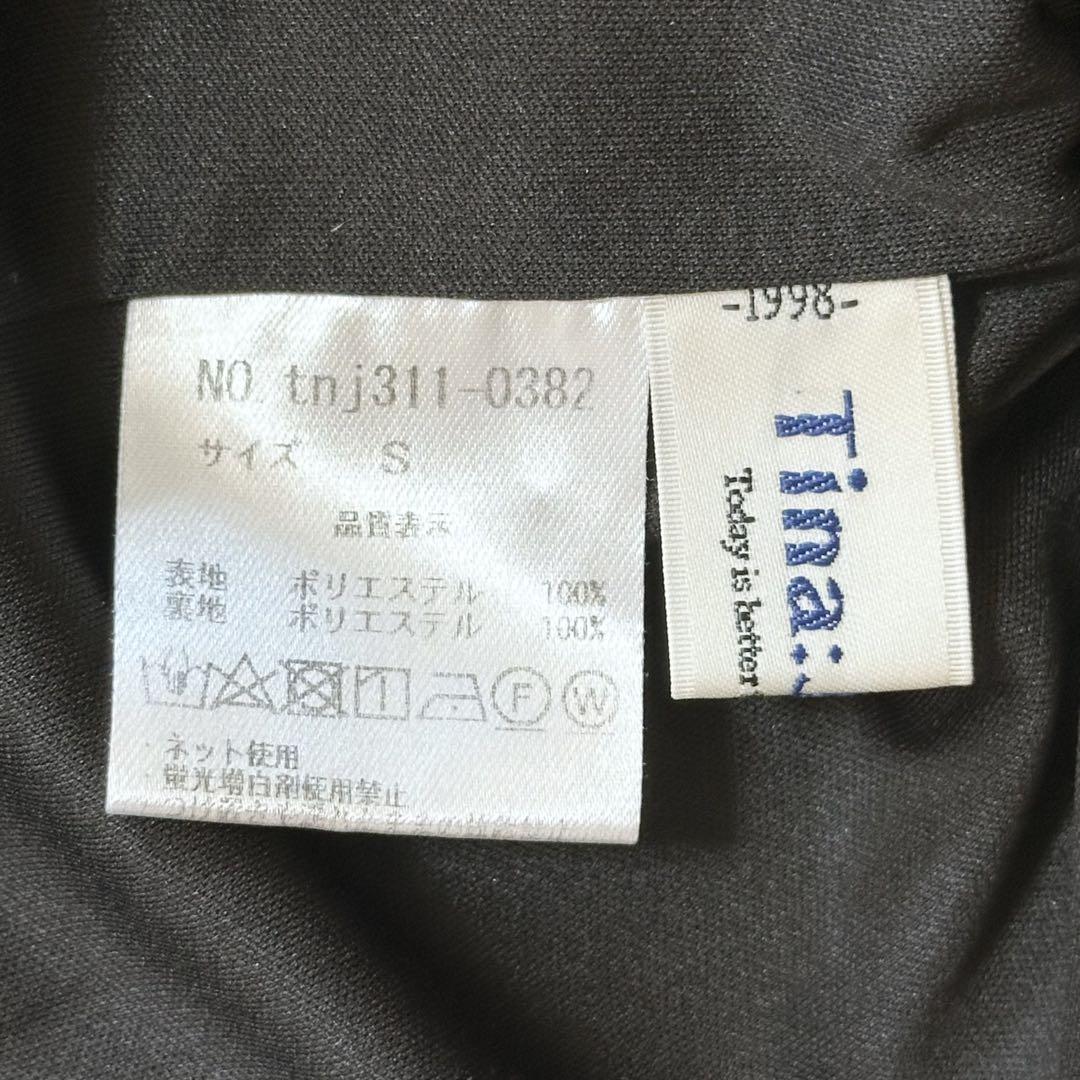 NO tnj311-0382
サイズ S
品質表示
表地 ポリエステル 100%
裏地 ポリエステル 100%
F W
・ネット使用
・蛍光増白剤使用禁止
-1998-
Tina:
Today is better